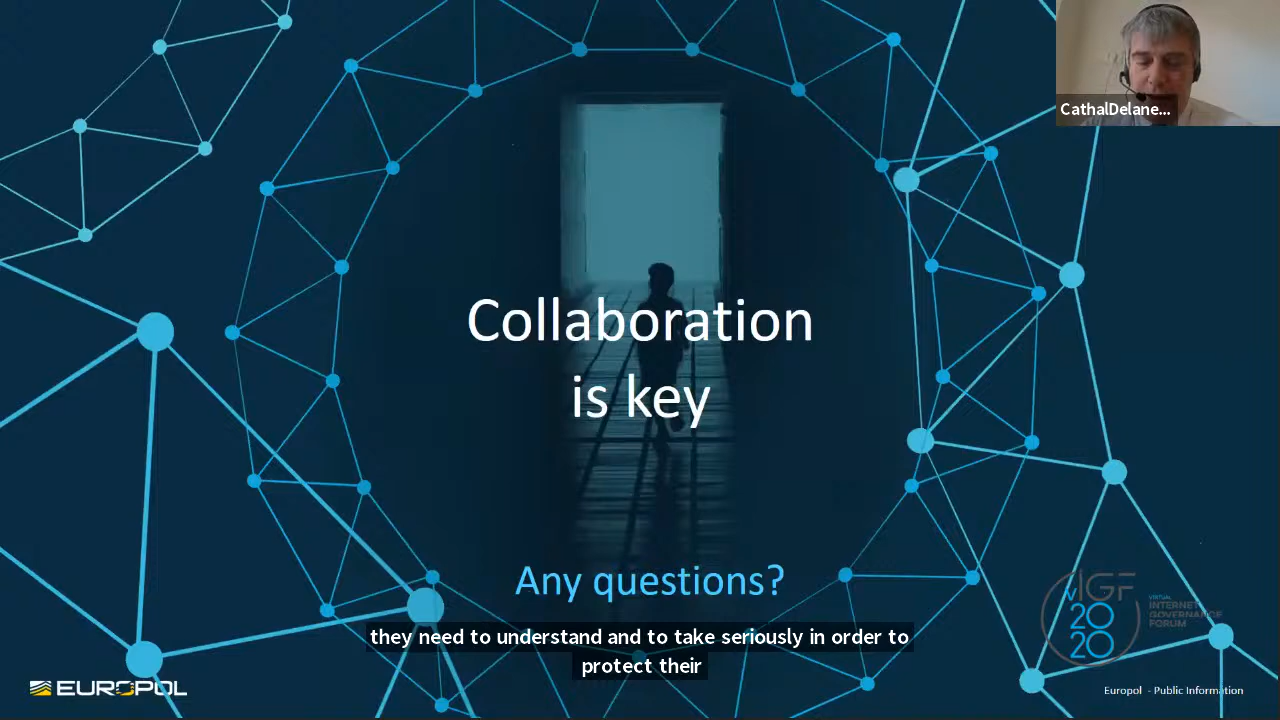 CathalDelane...
Collaboration
is key
Any questions?
they need to understand and to take seriously in order to
protect their
vIGF
2020
VIRTUAL
INTERNET
GOVERNANCE
FORUM
EUROPOL
Europol - Public Information